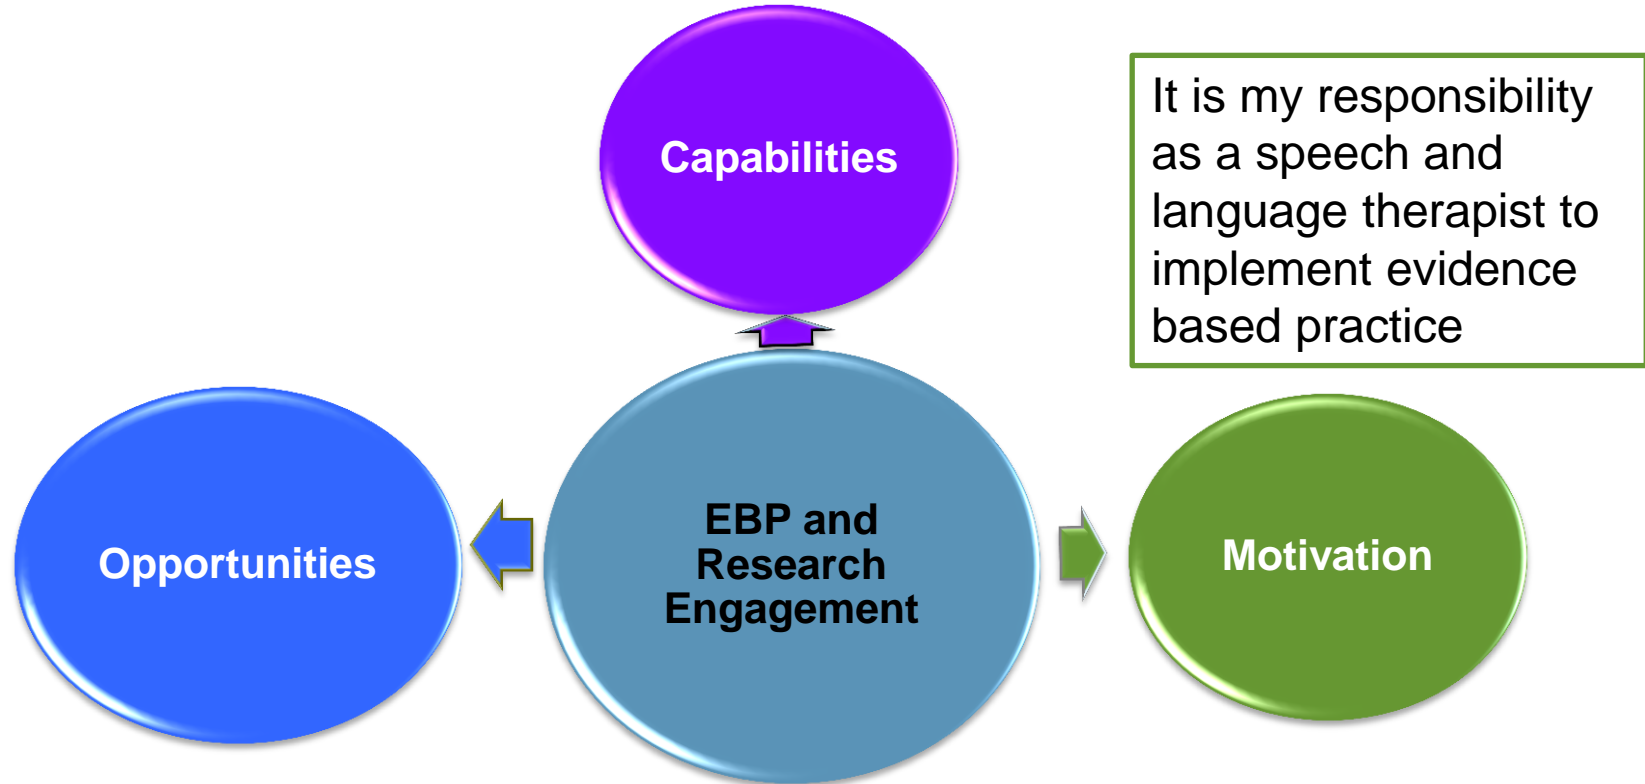 Capabilities
It is my responsibility
as a speech and
language therapist to
implement evidence
based practice
Opportunities
EBP and
Research
Engagement
Motivation